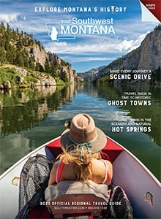 EXPLORE MONTANA'S HISTORY
Southwest
MONTANA
MAKE EVERY JOURNEY A
SCENIC DRIVE
TRAVEL BACK IN
TIME TO HISTORIC
GHOST TOWNS
SOAK IN THE
SCENERY AND NATURAL
HOT SPRINGS
2023 OFFICIAL REGIONAL TRAVEL GUIDE